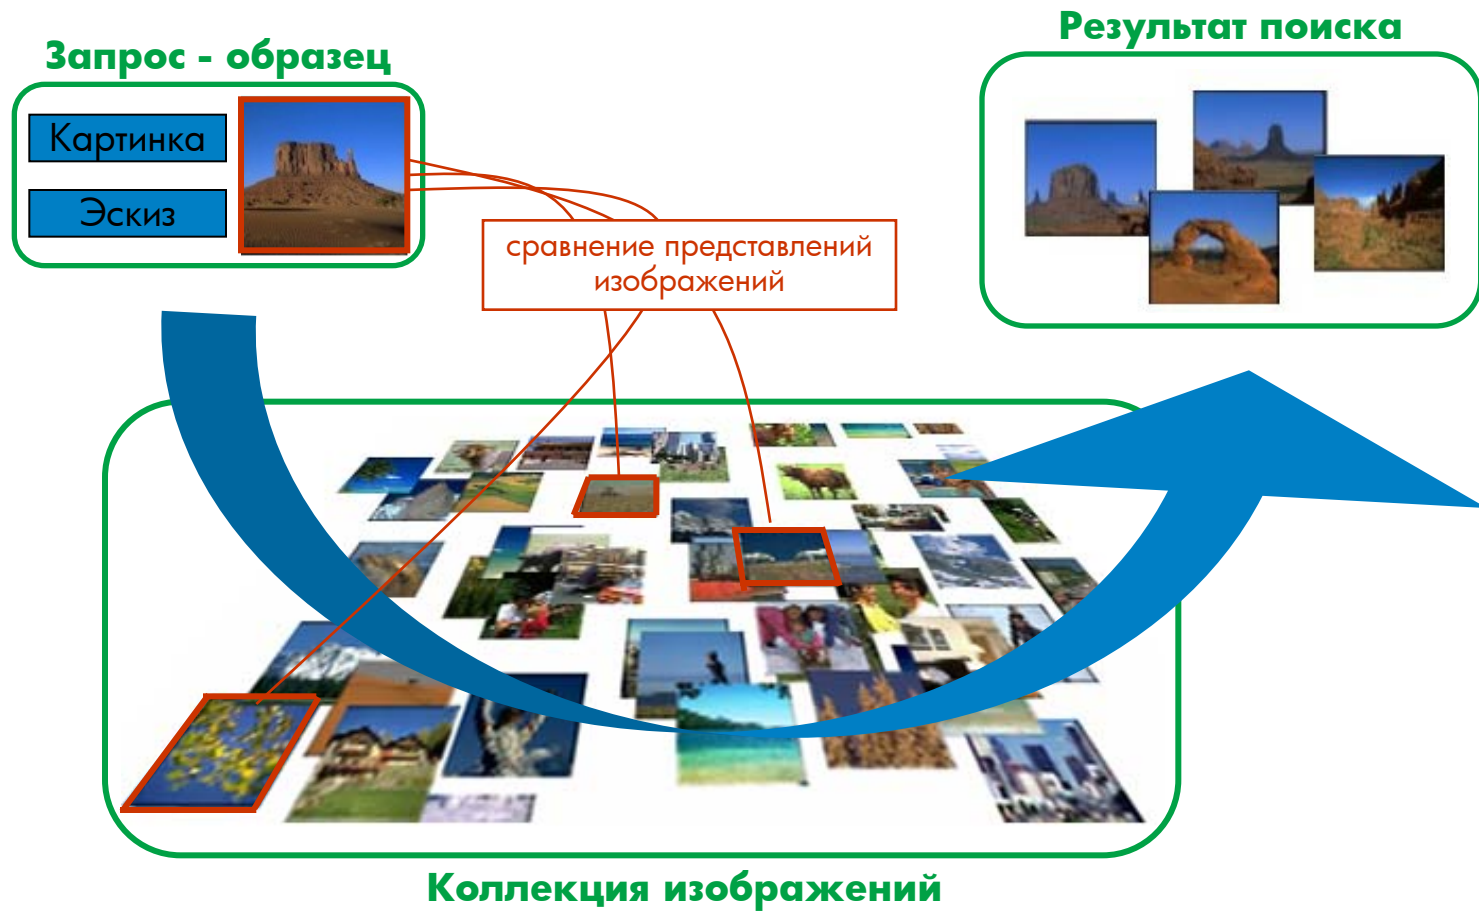 Запрос - образец
Картинка
Эскиз
Результат поиска
сравнение представлений
изображений
Коллекция изображений